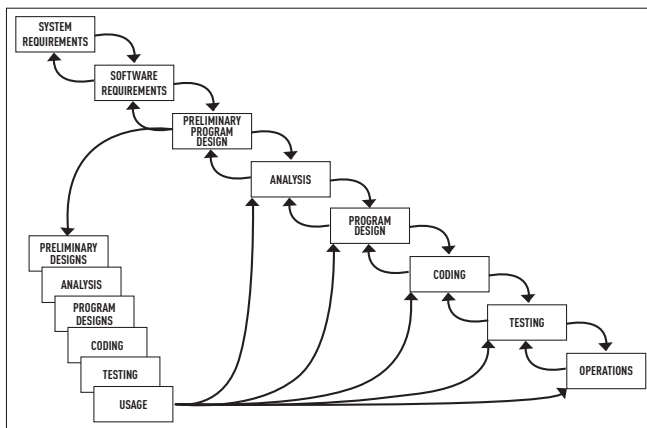 SYSTEM
REQUIREMENTS
SOFTWARE
REQUIREMENTS
PRELIMINARY
PROGRAM
DESIGN
ANALYSIS
PROGRAM
DESIGN
CODING
TESTING
OPERATIONS
PRELIMINARY
DESIGNS
ANALYSIS
PROGRAM
DESIGNS
CODING
TESTING
USAGE